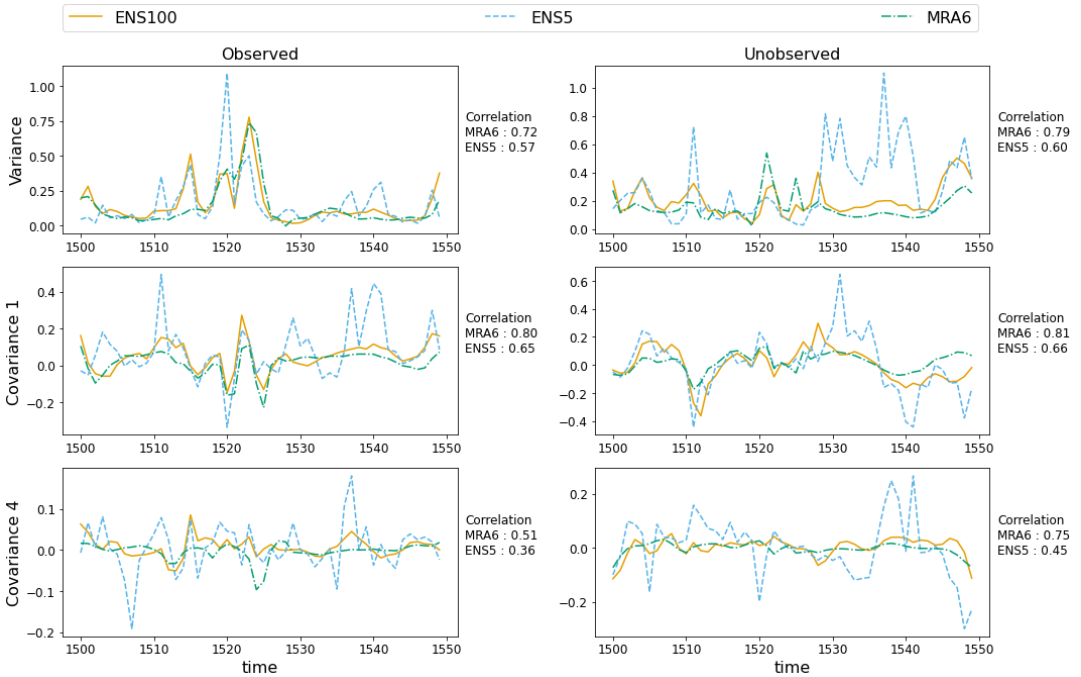 ENS100 ENS5 MRA6
Observed Unobserved
Variance
1.00
0.75
0.50
0.25
0.00
1500 1510 1520 1530 1540 1550
Correlation
MRA6 : 0.72
ENS5 : 0.57
1.0
0.8
0.6
0.4
0.2
0.0
1500 1510 1520 1530 1540 1550
Correlation
MRA6 : 0.79
ENS5 : 0.60
Covariance 1
0.4
0.2
0.0
−0.2
1500 1510 1520 1530 1540 1550
Correlation
MRA6 : 0.80
ENS5 : 0.65
0.6
0.4
0.2
0.0
−0.2
−0.4
1500 1510 1520 1530 1540 1550
Correlation
MRA6 : 0.81
ENS5 : 0.66
Covariance 4
0.1
0.0
−0.1
−0.2
1500 1510 1520 1530 1540 1550
time
Correlation
MRA6 : 0.51
ENS5 : 0.36
0.2
0.0
−0.2
1500 1510 1520 1530 1540 1550
time
Correlation
MRA6 : 0.75
ENS5 : 0.45